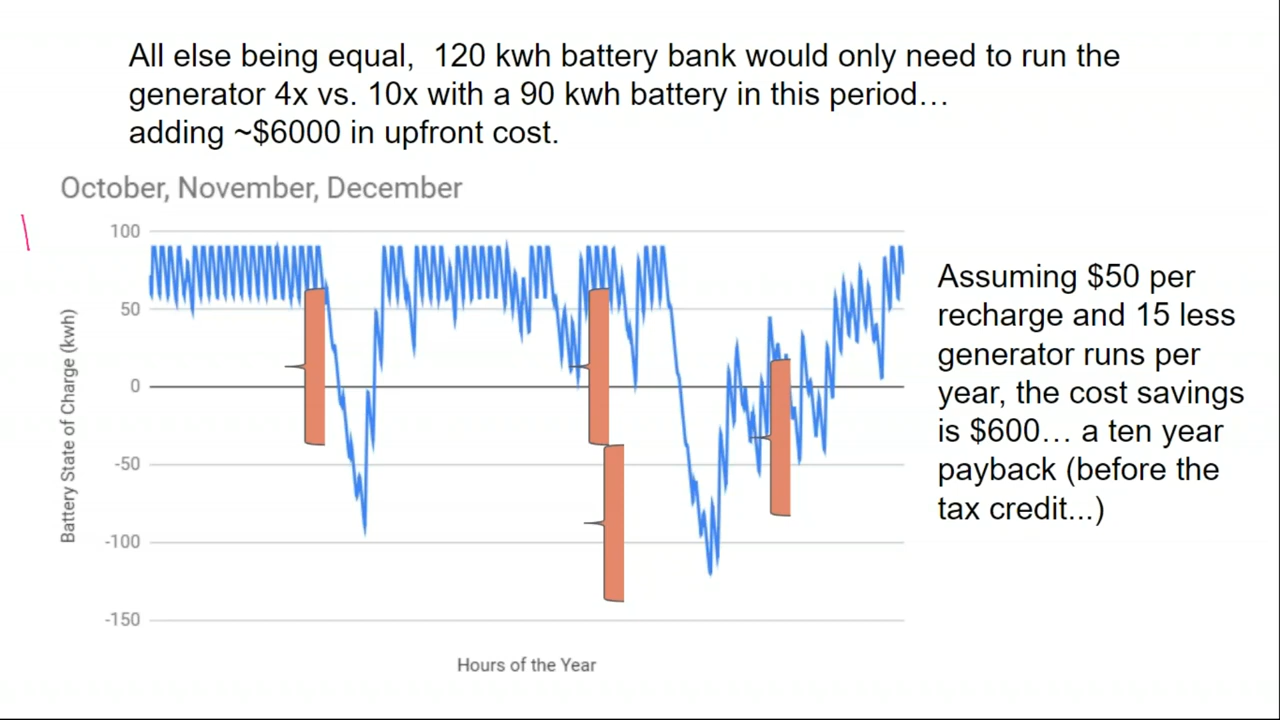 All else being equal,  120 kwh battery bank would only need to run the
generator 4x vs. 10x with a 90 kwh battery in this period…
adding ~$6000 in upfront cost.
October, November, December
100
50
0
-50
-100
-150
Battery State of Charge (kwh)
Hours of the Year
Assuming $50 per
recharge and 15 less
generator runs per
year, the cost savings
is $600… a ten year
payback (before the
tax credit...)